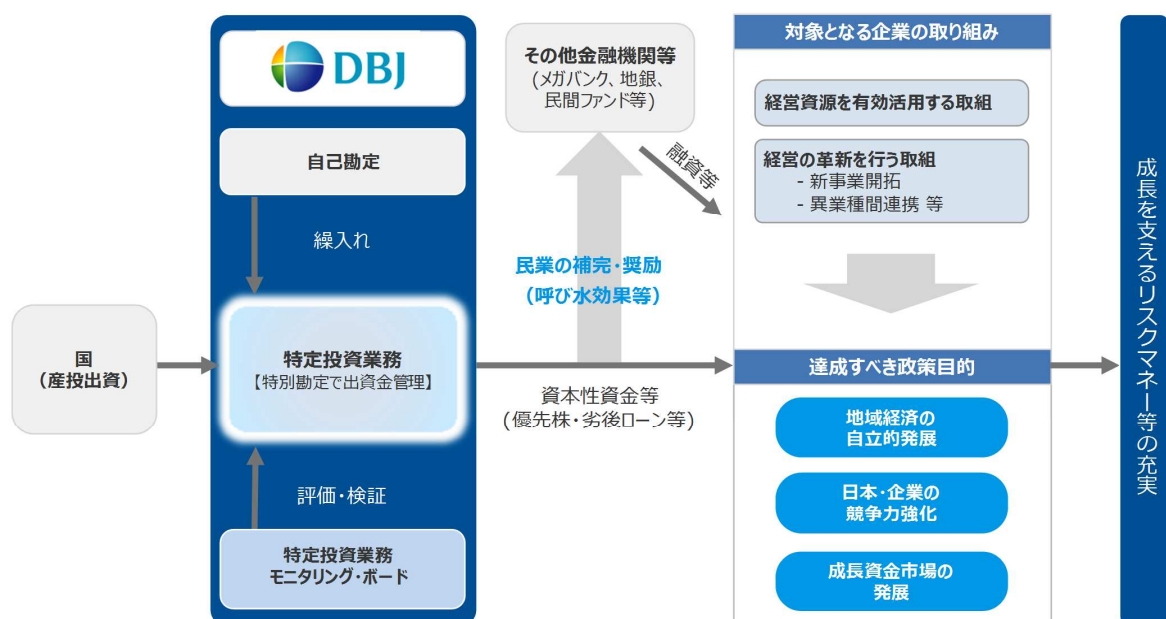 国
(産投出資)
DBJ
自己勘定
繰入れ
特定投資業務
【特別勘定で出資金管理】
評価・検証
特定投資業務
モニタリング・ボード
その他金融機関等
(メガバンク、地銀、
民間ファンド等)
融資等
民業の補完・奨励
(呼び水効果等)
資本性資金等
(優先株・劣後ローン等)
対象となる企業の取り組み
経営資源を有効活用する取組
経営の革新を行う取組
- 新事業開拓
- 異業種間連携 等
達成すべき政策目的
地域経済の
自立的発展
日本・企業の
競争力強化
成長資金市場の
発展
成長を支えるリスクマネー等の充実